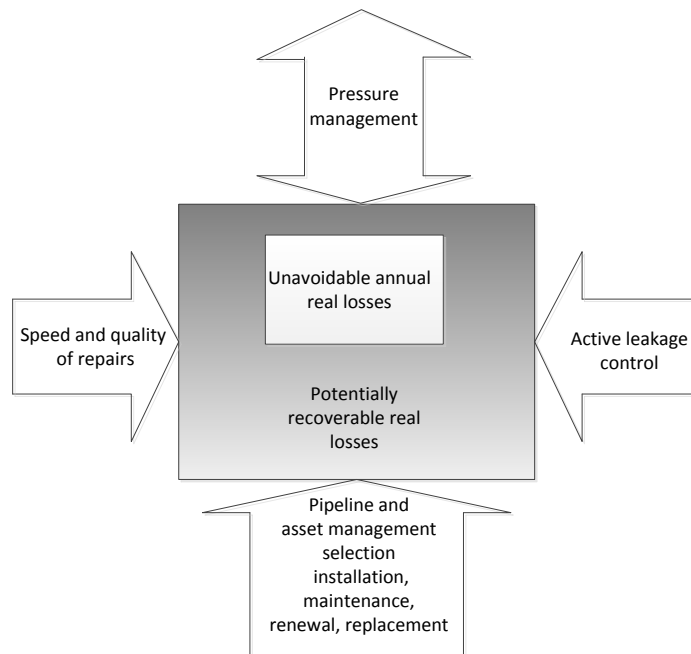 Pressure
management
Unavoidable annual
real losses
Speed and quality
of repairs
Active leakage
control
Potentially
recoverable real
losses
Pipeline and
asset management
selection
installation,
maintenance,
renewal, replacement